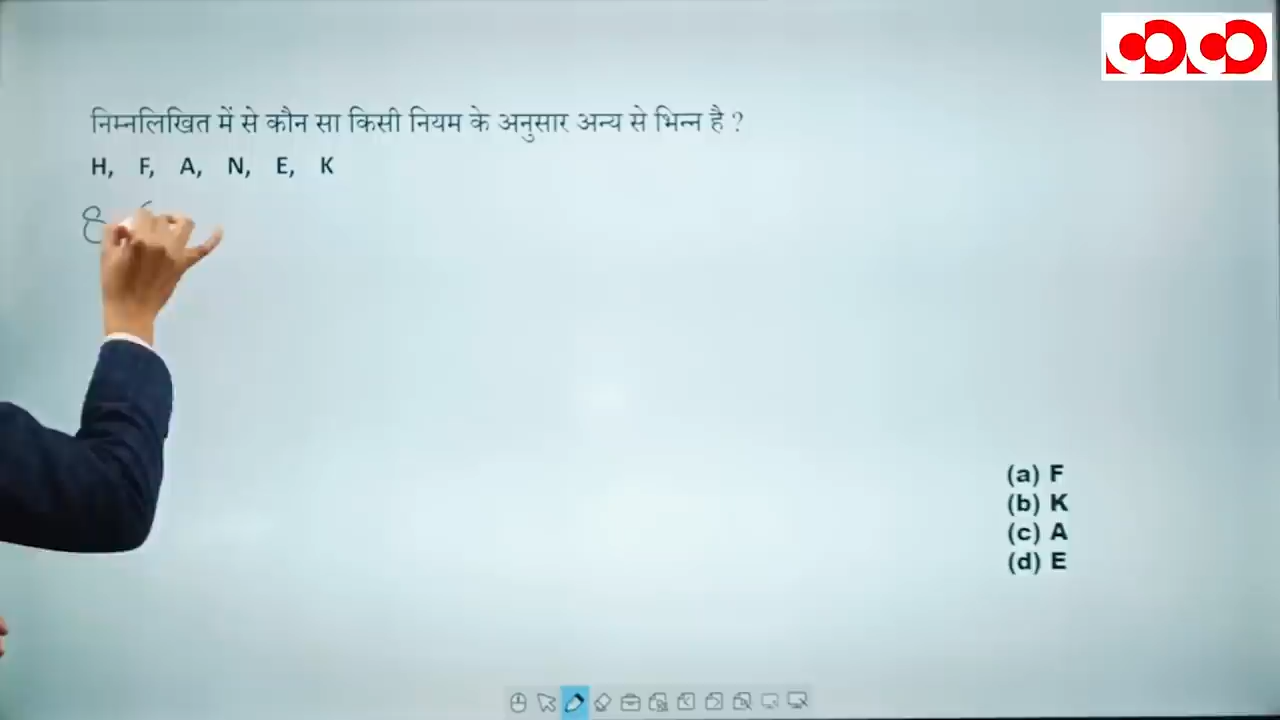 निम्नलिखित में से कौन सा किसी नियम के अनुसार अन्य से भिन्न है ?
H, F, A, N, E, K
8
(a) F
(b) K
(c) A
(d) E